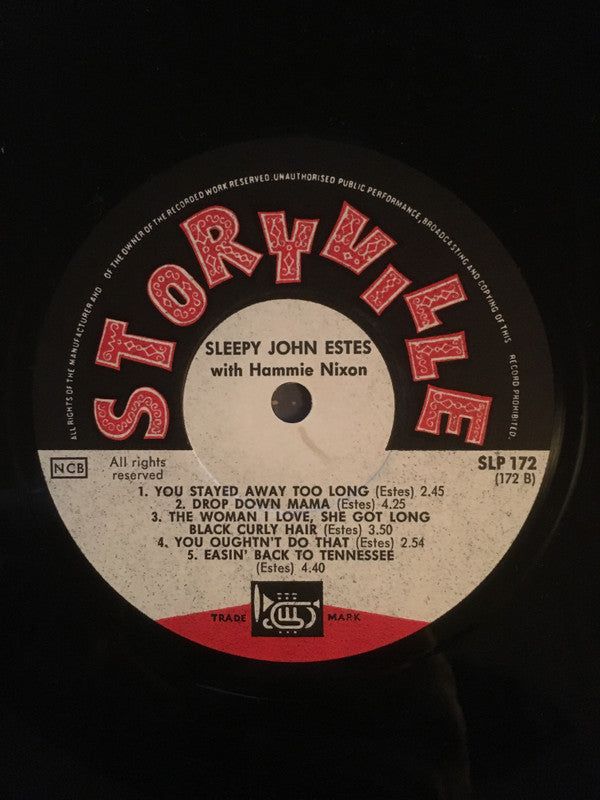 ALL RIGHTS OF THE MANUFACTURER AND OF THE OWNER OF THE RECORDED WORK RESERVED. UNAUTHORISED PUBLIC PERFORMANCE, BROADCASTING AND COPYING OF THIS RECORD PROHIBITED.
STORYVILLE
SLEEPY JOHN ESTES
with Hammie Nixon
NCB
All rights
reserved
SLP 172
(172 B)
1. YOU STAYED AWAY TOO LONG (Estes) 2.45
2. DROP DOWN MAMA (Estes) 4.25
3. THE WOMAN I LOVE, SHE GOT LONG
BLACK CURLY HAIR (Estes) 3.50
4. YOU OUGHTN'T DO THAT (Estes) 2.54
5. EASIN' BACK TO TENNESSEE
(Estes) 4.40
TRADE MARK